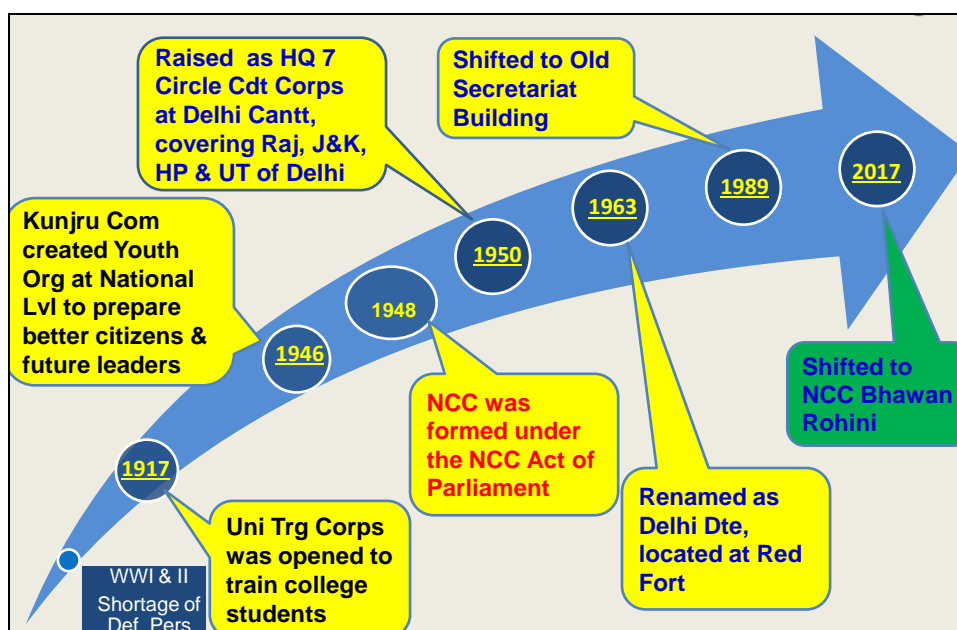 WWI & II
Shortage of
Def Pers
1917
Uni Trg Corps
was opened to
train college
students
1946
Kunjru Com
created Youth
Org at National
Lvl to prepare
better citizens &
future leaders
1948
NCC was
formed under
the NCC Act of
Parliament
1950
Raised as HQ 7
Circle Cdt Corps
at Delhi Cantt,
covering Raj, J&K,
HP & UT of Delhi
1963
Renamed as
Delhi Dte,
located at Red
Fort
1989
Shifted to Old
Secretariat
Building
2017
Shifted to
NCC Bhawan
Rohini